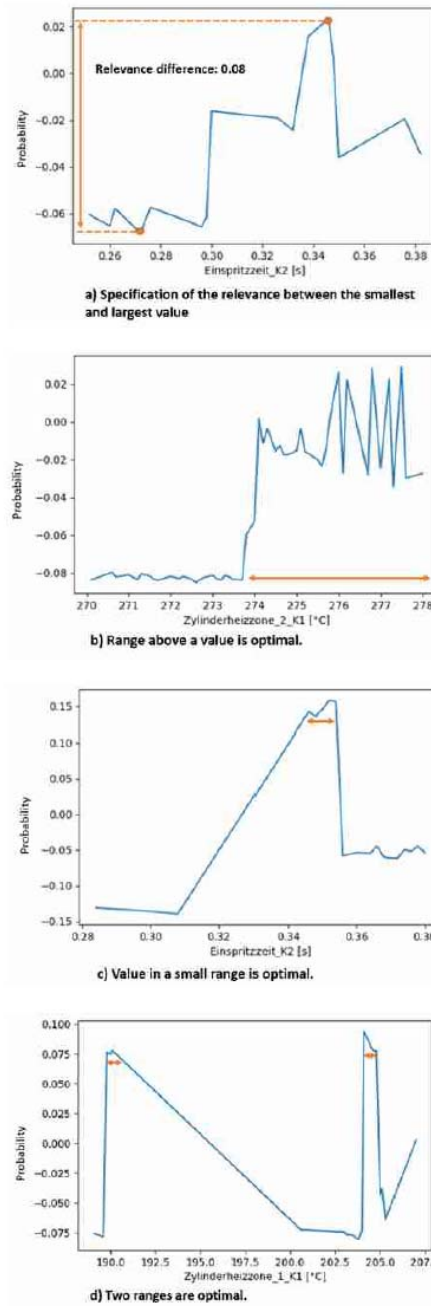 0.02
Relevance difference: 0.08
0.00
−0.02
−0.04
−0.06
Probability
0.26 0.28 0.30 0.32 0.34 0.36 0.38
Einspritzzeit_K2 [s]
a) Specification of the relevance between the smallest
and largest value
0.02
0.00
−0.02
−0.04
−0.06
−0.08
Probability
270 271 272 273 274 275 276 277 278
Zylinderheizzone_2_K1 [°C]
b) Range above a value is optimal.
0.15
0.10
0.05
0.00
−0.05
−0.10
−0.15
Probability
0.28 0.30 0.32 0.34 0.36 0.38
Einspritzzeit_K2 [s]
c) Value in a small range is optimal.
0.100
0.075
0.050
0.025
0.000
−0.025
−0.050
−0.075
Probability
190.0 192.5 195.0 197.5 200.0 202.5 205.0 207.
Zylinderheizzone_1_K1 [°C]
d) Two ranges are optimal.